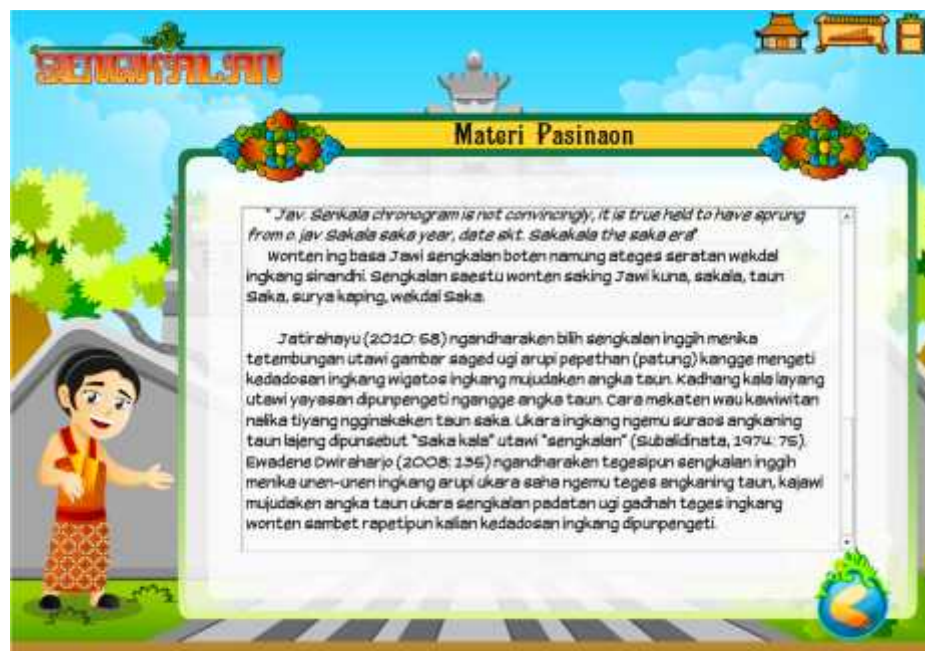 SENGKALAN
Materi Pasinaon
" Jav. Senkala chronogram is not convincingly, it is true held to have sprung
from o. jav Sakala saka year, date skt. Sakakala the saka era"
Wonten ing basa Jawi sengkalan boten namung ateges seratan wekdal
ingkang sinandhi. Sengkalan saestu wonten saking Jawi kuna, sakala, taun
Saka, surya kaping, wekdal Saka.
Jatirahayu (2010: 58) ngandharaken bilih sengkalan inggih menika
tetembungan utawi gambar saged ugi arupi pepethan (patung) kangge mengeti
kedadosan ingkang wigatos ingkang mujudaken angka taun. Kadhang kala layang
utawi yayasan dipunpengeti ngangge angka taun. Cara mekaten wau kawiwitan
nalika tiyang ngginakaken taun saka. Ukara ingkang ngemu suraos angkaning
taun lajeng dipunsebut "Saka kala" utawi "sengkalan" (Subalidinata, 1974: 75).
Ewadene Dwiraharjo (2008: 136) ngandharaken tegesipun sengkalan inggih
menika unen-unen ingkang arupi ukara saha ngemu teges angkaning taun, kajawi
mujudaken angka taun ukara sengkalan padatan ugi gadhah teges ingkang
wonten sambet rapetipun kalian kedadosan ingkang dipunpengeti.